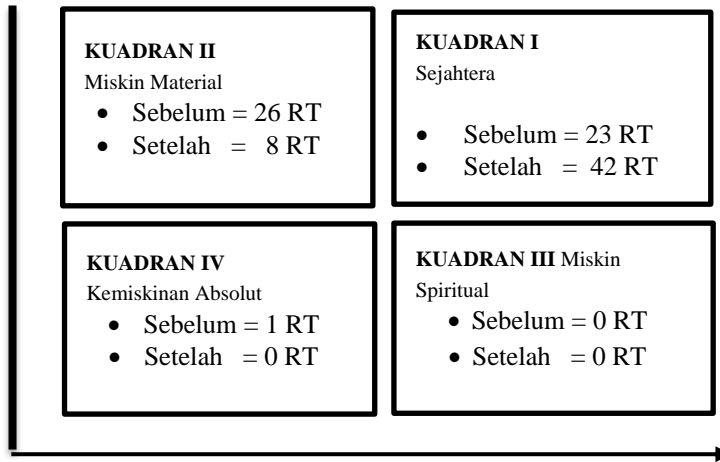 KUADRAN II
Miskin Material
• Sebelum = 26 RT
• Setelah = 8 RT
KUADRAN I
Sejahtera
• Sebelum = 23 RT
• Setelah = 42 RT
KUADRAN IV
Kemiskinan Absolut
• Sebelum = 1 RT
• Setelah = 0 RT
KUADRAN III Miskin
Spiritual
• Sebelum = 0 RT
• Setelah = 0 RT